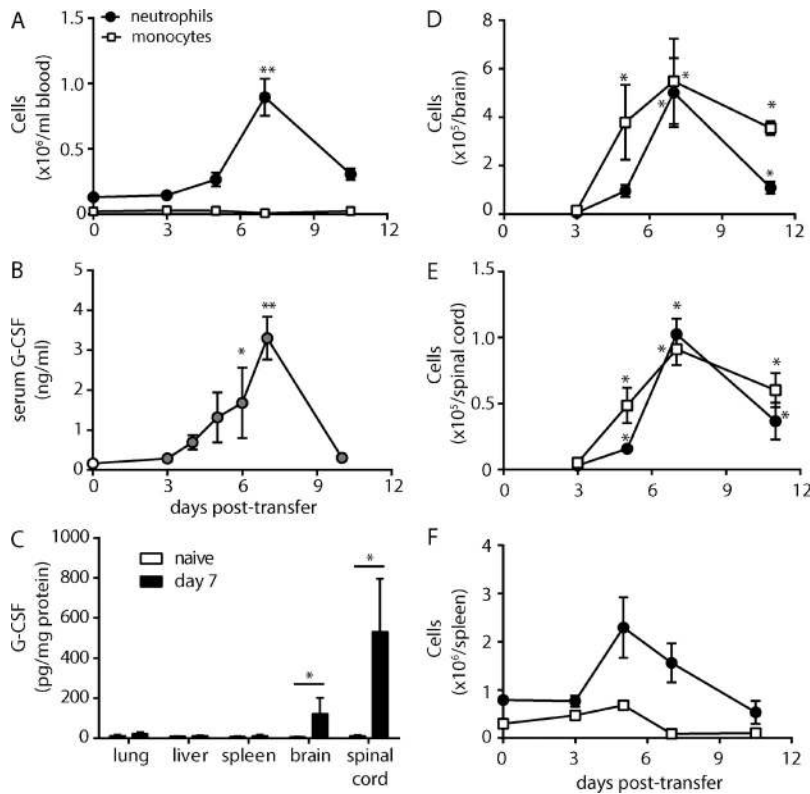 A
neutrophils
monocytes
Cells
(x10⁶/ml blood)
1.5
1.0
0.5
0
**
0 3 6 9 12
B
serum G-CSF
(ng/ml)
5
4
3
2
1
0
*
**
0 3 6 9 12
days post-transfer
C
G-CSF
(pg/mg protein)
1000
800
600
400
200
0
naive
day 7
*
*
lung liver spleen brain spinal
cord
D
Cells
(x10⁵/brain)
8
6
4
2
0
*
*
*
*
*
0 3 6 9 12
E
Cells
(x10⁵/spinal cord)
1.5
1.0
0.5
0
*
*
*
*
*
*
0 3 6 9 12
F
Cells
(x10⁶/spleen)
4
3
2
1
0
0 3 6 9 12
days post-transfer